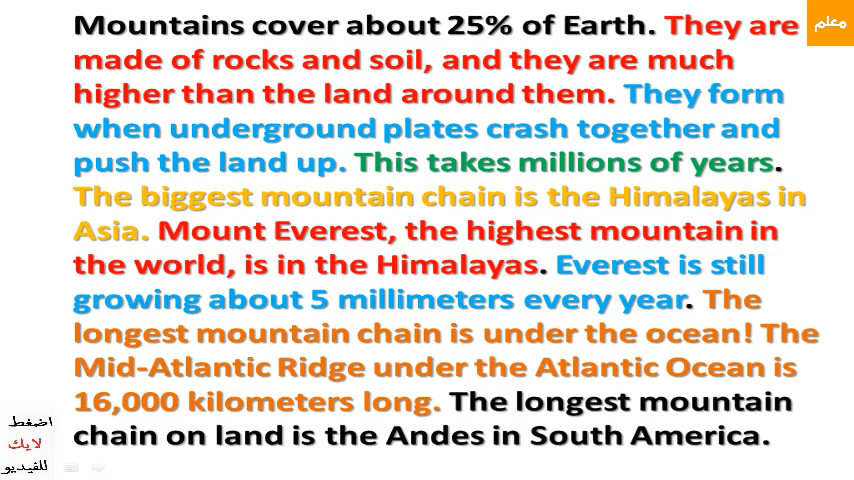 Mountains cover about 25% of Earth. They are
made of rocks and soil, and they are much
higher than the land around them. They form
when underground plates crash together and
push the land up. This takes millions of years.
The biggest mountain chain is the Himalayas in
Asia. Mount Everest, the highest mountain in
the world, is in the Himalayas. Everest is still
growing about 5 millimeters every year. The
longest mountain chain is under the ocean! The
Mid-Atlantic Ridge under the Atlantic Ocean is
16,000 kilometers long. The longest mountain
chain on land is the Andes in South America.
معلم
اضغط
لايك
للفيديو